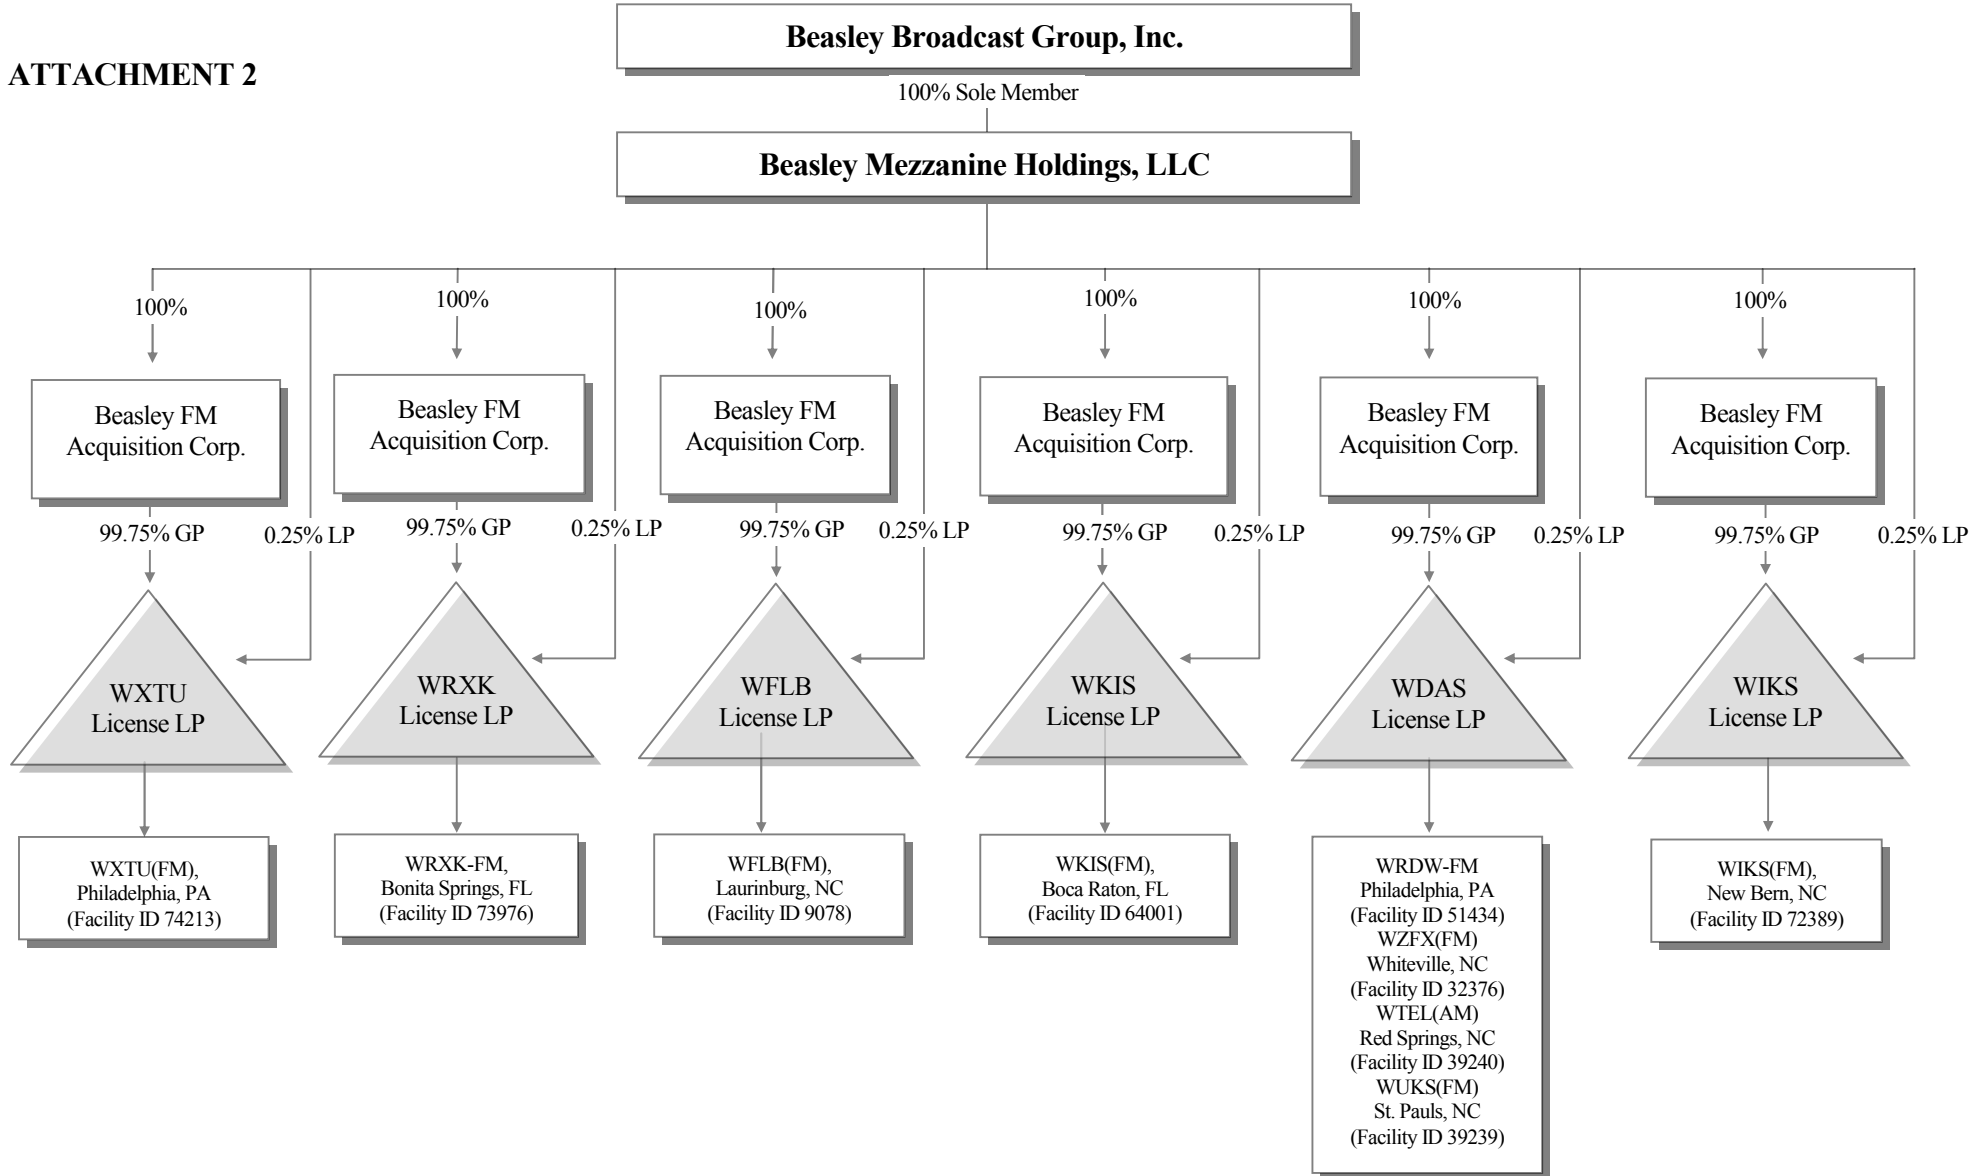 Beasley Broadcast Group, Inc.
ATTACHMENT 2
100% Sole Member
Beasley Mezzanine Holdings, LLC
100%
100%
100%
100%
100%
100%
Beasley FM
Acquisition Corp.
Beasley FM
Acquisition Corp.
Beasley FM
Acquisition Corp.
Beasley FM
Acquisition Corp.
Beasley FM
Acquisition Corp.
Beasley FM
Acquisition Corp.
99.75% GP
0.25% LP
99.75% GP
0.25% LP
99.75% GP
0.25% LP
99.75% GP
0.25% LP
99.75% GP
0.25% LP
99.75% GP
0.25% LP
WXTU
License LP
WRXK
License LP
WFLB
License LP
WKIS
License LP
WDAS
License LP
WIKS
License LP
WXTU(FM),
Philadelphia, PA
(Facility ID 74213)
WRXK-FM,
Bonita Springs, FL
(Facility ID 73976)
WFLB(FM),
Laurinburg, NC
(Facility ID 9078)
WKIS(FM),
Boca Raton, FL
(Facility ID 64001)
WRDW-FM
Philadelphia, PA
(Facility ID 51434)
WZFX(FM)
Whiteville, NC
(Facility ID 32376)
WTEL(AM)
Red Springs, NC
(Facility ID 39240)
WUKS(FM)
St. Pauls, NC
(Facility ID 39239)
WIKS(FM),
New Bern, NC
(Facility ID 72389)